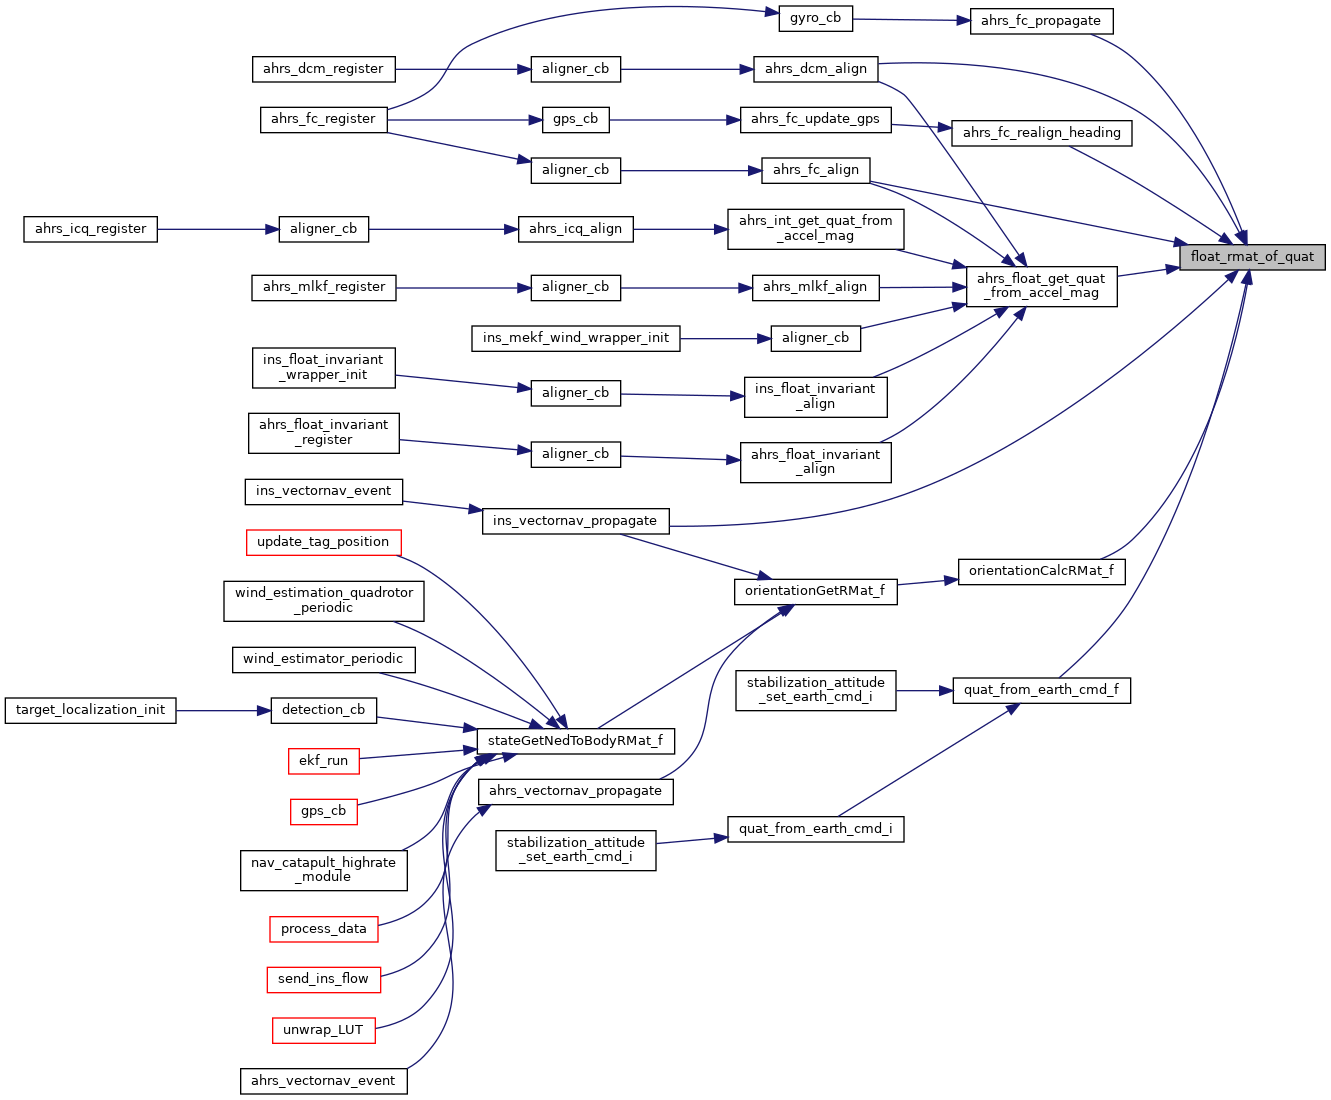 gyro_cb
ahrs_fc_propagate
ahrs_dcm_register
aligner_cb
ahrs_dcm_align
ahrs_fc_register
gps_cb
ahrs_fc_update_gps
ahrs_fc_realign_heading
aligner_cb
ahrs_fc_align
ahrs_icq_register
aligner_cb
ahrs_icq_align
ahrs_int_get_quat_from
_accel_mag
float_rmat_of_quat
ahrs_mlkf_register
aligner_cb
ahrs_mlkf_align
ahrs_float_get_quat
_from_accel_mag
ins_mekf_wind_wrapper_init
aligner_cb
ins_float_invariant
_wrapper_init
aligner_cb
ins_float_invariant
_align
ahrs_float_invariant
_register
aligner_cb
ahrs_float_invariant
_align
ins_vectornav_event
ins_vectornav_propagate
update_tag_position
orientationCalcRMat_f
wind_estimation_quadrotor
_periodic
orientationGetRMat_f
wind_estimator_periodic
stabilization_attitude
_set_earth_cmd_i
quat_from_earth_cmd_f
target_localization_init
detection_cb
stateGetNedToBodyRMat_f
ekf_run
ahrs_vectornav_propagate
gps_cb
quat_from_earth_cmd_i
stabilization_attitude
_set_earth_cmd_i
nav_catapult_highrate
_module
process_data
send_ins_flow
unwrap_LUT
ahrs_vectornav_event